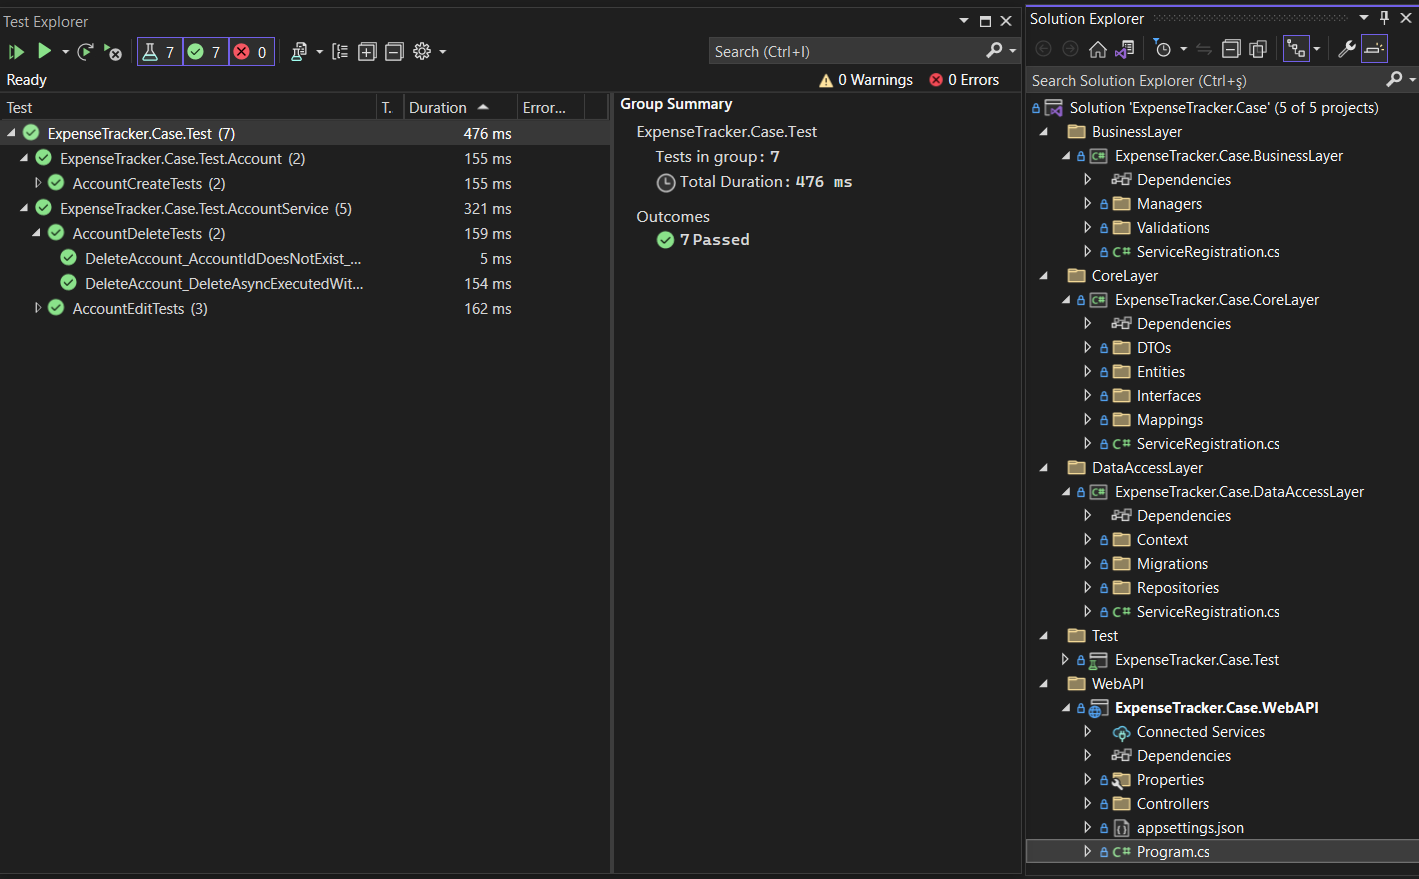 Test Explorer
7 7 0
Search (Ctrl+I)
Ready
0 Warnings 0 Errors
Test T. Duration Error...
ExpenseTracker.Case.Test (7) 476 ms
ExpenseTracker.Case.Test.Account (2) 155 ms
AccountCreateTests (2) 155 ms
ExpenseTracker.Case.Test.AccountService (5) 321 ms
AccountDeleteTests (2) 159 ms
DeleteAccount_AccountIdDoesNotExist_... 5 ms
DeleteAccount_DeleteAsyncExecutedWit... 154 ms
AccountEditTests (3) 162 ms
Group Summary
ExpenseTracker.Case.Test
Tests in group: 7
Total Duration: 476 ms
Outcomes
7 Passed
Solution Explorer
Search Solution Explorer (Ctrl+ş)
Solution 'ExpenseTracker.Case' (5 of 5 projects)
BusinessLayer
C# ExpenseTracker.Case.BusinessLayer
Dependencies
Managers
Validations
C# ServiceRegistration.cs
CoreLayer
C# ExpenseTracker.Case.CoreLayer
Dependencies
DTOs
Entities
Interfaces
Mappings
C# ServiceRegistration.cs
DataAccessLayer
C# ExpenseTracker.Case.DataAccessLayer
Dependencies
Context
Migrations
Repositories
C# ServiceRegistration.cs
Test
ExpenseTracker.Case.Test
WebAPI
ExpenseTracker.Case.WebAPI
Connected Services
Dependencies
Properties
Controllers
appsettings.json
C# Program.cs